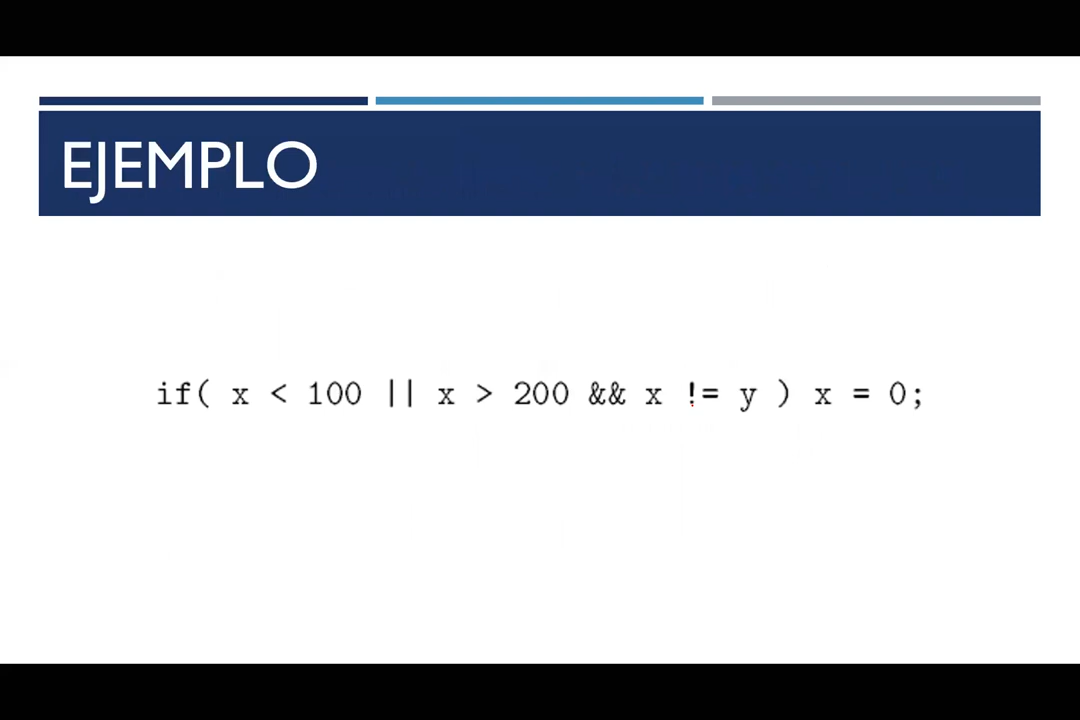 EJEMPLO
if( x < 100 || x > 200 && x != y ) x = 0;